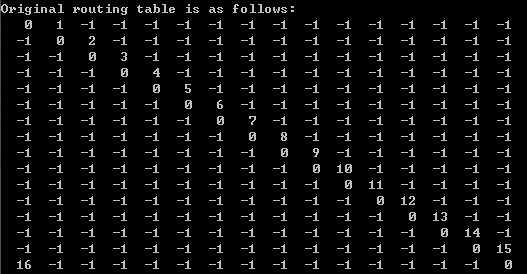 Original routing table is as follows:
0 1 -1 -1 -1 -1 -1 -1 -1 -1 -1 -1 -1 -1 -1 -1
-1 0 2 -1 -1 -1 -1 -1 -1 -1 -1 -1 -1 -1 -1 -1
-1 -1 0 3 -1 -1 -1 -1 -1 -1 -1 -1 -1 -1 -1 -1
-1 -1 -1 0 4 -1 -1 -1 -1 -1 -1 -1 -1 -1 -1 -1
-1 -1 -1 -1 0 5 -1 -1 -1 -1 -1 -1 -1 -1 -1 -1
-1 -1 -1 -1 -1 0 6 -1 -1 -1 -1 -1 -1 -1 -1 -1
-1 -1 -1 -1 -1 -1 0 7 -1 -1 -1 -1 -1 -1 -1 -1
-1 -1 -1 -1 -1 -1 -1 0 8 -1 -1 -1 -1 -1 -1 -1
-1 -1 -1 -1 -1 -1 -1 -1 0 9 -1 -1 -1 -1 -1 -1
-1 -1 -1 -1 -1 -1 -1 -1 -1 0 10 -1 -1 -1 -1 -1
-1 -1 -1 -1 -1 -1 -1 -1 -1 -1 0 11 -1 -1 -1 -1
-1 -1 -1 -1 -1 -1 -1 -1 -1 -1 -1 0 12 -1 -1 -1
-1 -1 -1 -1 -1 -1 -1 -1 -1 -1 -1 -1 0 13 -1 -1
-1 -1 -1 -1 -1 -1 -1 -1 -1 -1 -1 -1 -1 0 14 -1
-1 -1 -1 -1 -1 -1 -1 -1 -1 -1 -1 -1 -1 -1 0 15
16 -1 -1 -1 -1 -1 -1 -1 -1 -1 -1 -1 -1 -1 -1 0